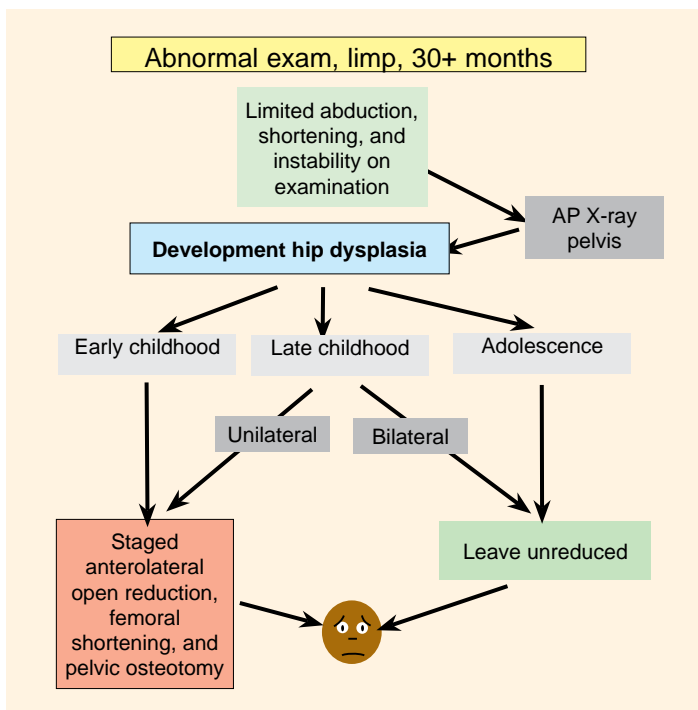 Abnormal exam, limp, 30+ months
Limited abduction,
shortening, and
instability on
examination
AP X-ray
pelvis
Development hip dysplasia
Early childhood
Late childhood
Adolescence
Unilateral
Bilateral
Staged
anterolateral
open reduction,
femoral
shortening, and
pelvic osteotomy
Leave unreduced